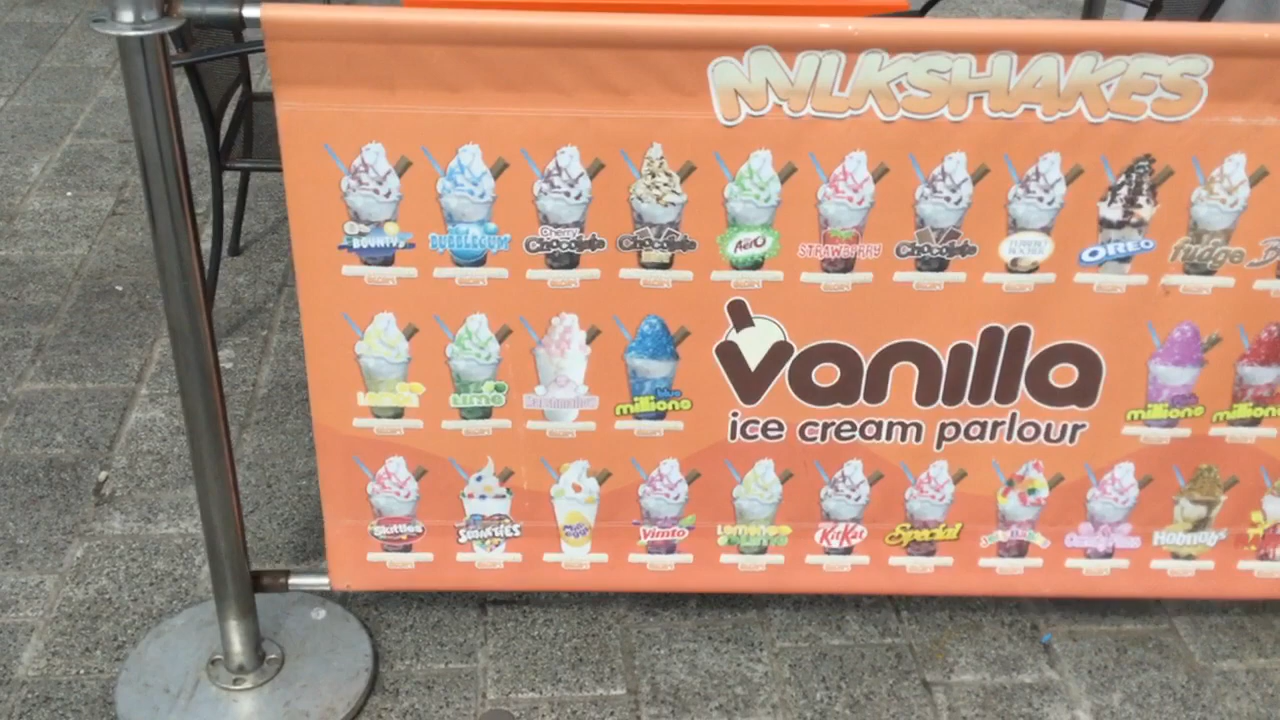 MILKSHAKES
BOUNTY
BUBBLEGUM
Cherry
Chocolate
Chocolate
Aero
STRAWBERRY
Chocolate
FERRERO
ROCHER
OREO
fudge
LEMON
LIME
blue
millions
vanilla
ice cream parlour
millions
millions
Skittles
SMARTIES
Vimto
KitKat
Special
Hobnobs